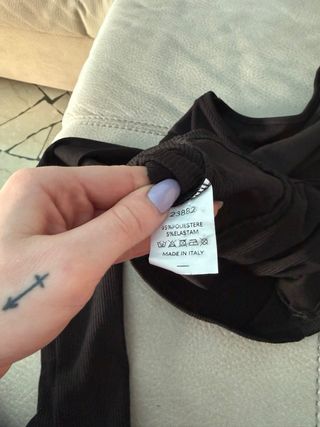 23882
95%POLIESTERE
5%ELASTAM
MADE IN ITALY